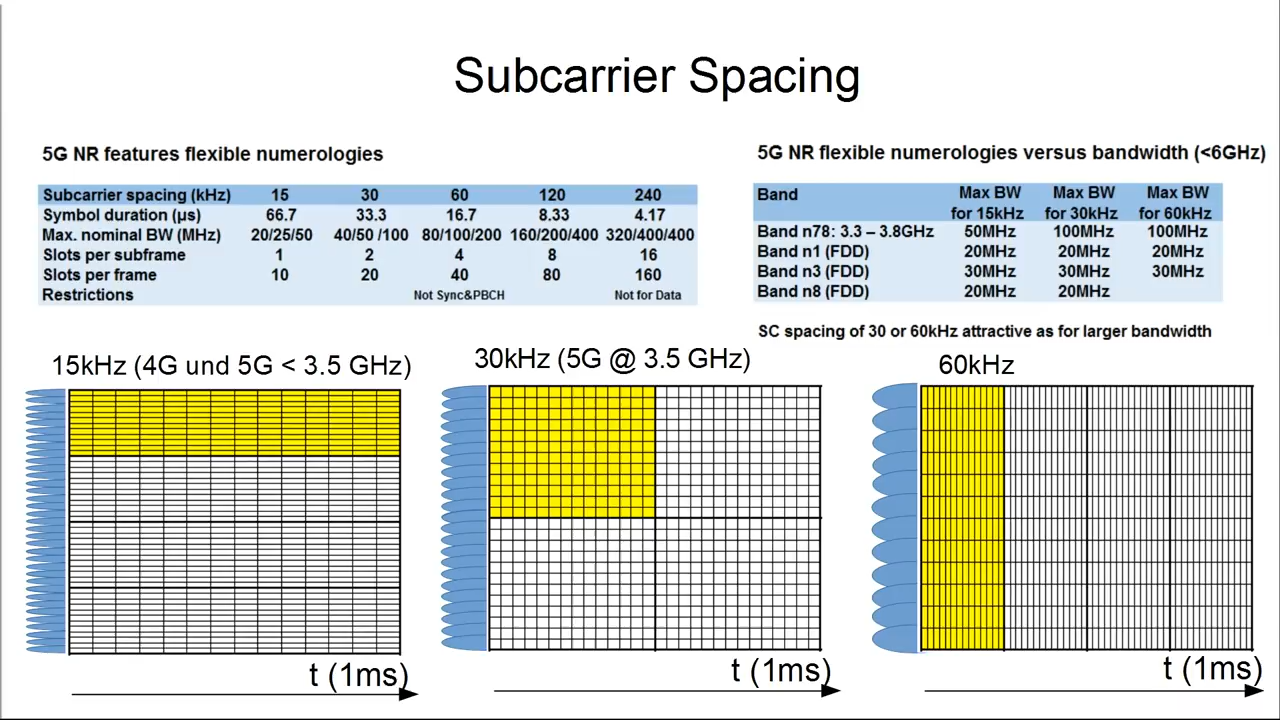 Subcarrier Spacing
5G NR features flexible numerologies
Subcarrier spacing (kHz) 15 30 60 120 240
Symbol duration (µs) 66.7 33.3 16.7 8.33 4.17
Max. nominal BW (MHz) 20/25/50 40/50 /100 80/100/200 160/200/400 320/400/400
Slots per subframe 1 2 4 8 16
Slots per frame 10 20 40 80 160
Restrictions Not Sync&PBCH Not for Data
5G NR flexible numerologies versus bandwidth (<6GHz)
Band Max BW Max BW Max BW
for 15kHz for 30kHz for 60kHz
Band n78: 3.3 – 3.8GHz 50MHz 100MHz 100MHz
Band n1 (FDD) 20MHz 20MHz 20MHz
Band n3 (FDD) 30MHz 30MHz 30MHz
Band n8 (FDD) 20MHz 20MHz
SC spacing of 30 or 60kHz attractive as for larger bandwidth
15kHz (4G und 5G < 3.5 GHz)
30kHz (5G @ 3.5 GHz)
60kHz
t (1ms)
t (1ms)
t (1ms)